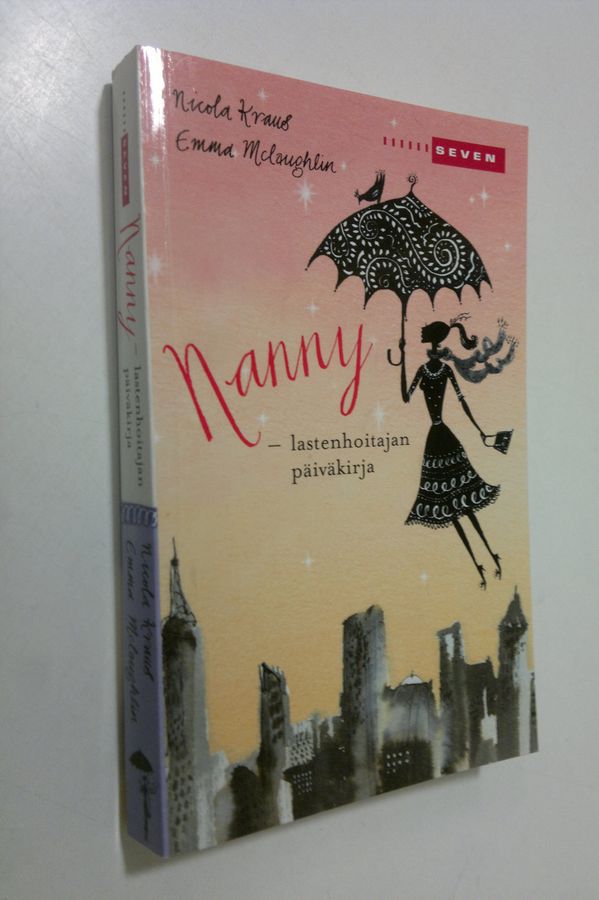 Nicola Kraus
Emma Mclaughlin
SEVEN
Nanny
– lastenhoitajan
päiväkirja
SEVEN
Nanny – lastenhoitajan
päiväkirja
Nicola Kraus
Emma Mclaughlin